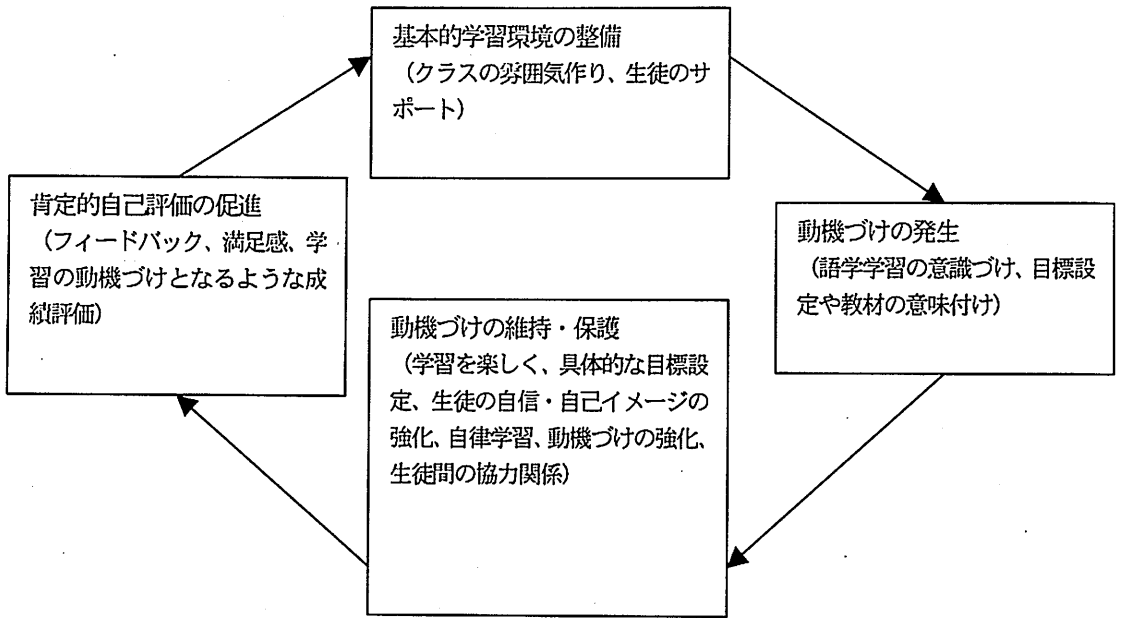 基本的学習環境の整備
（クラスの雰囲気作り、生徒のサ
ポート）
肯定的自己評価の促進
（フィードバック、満足感、学
習の動機づけとなるような成
績評価）
動機づけの発生
（語学学習の意識づけ、目標設
定や教材の意味付け）
動機づけの維持・保護
（学習を楽しく、具体的な目標設
定、生徒の自信・自己イメージの
強化、自律学習、動機づけの強化、
生徒間の協力関係）